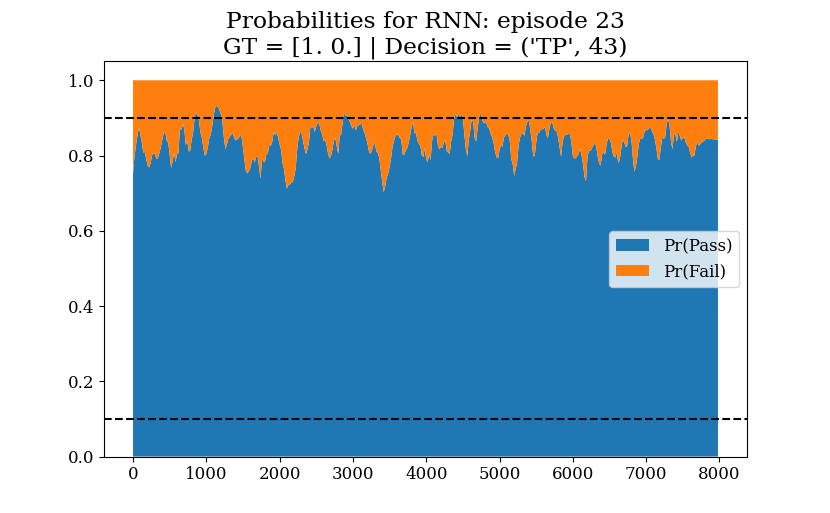 Probabilities for RNN: episode 23
GT = [1. 0.] | Decision = ('TP', 43)
1.0
0.8
0.6
0.4
0.2
0.0
Pr(Pass)
Pr(Fail)
0 1000 2000 3000 4000 5000 6000 7000 8000